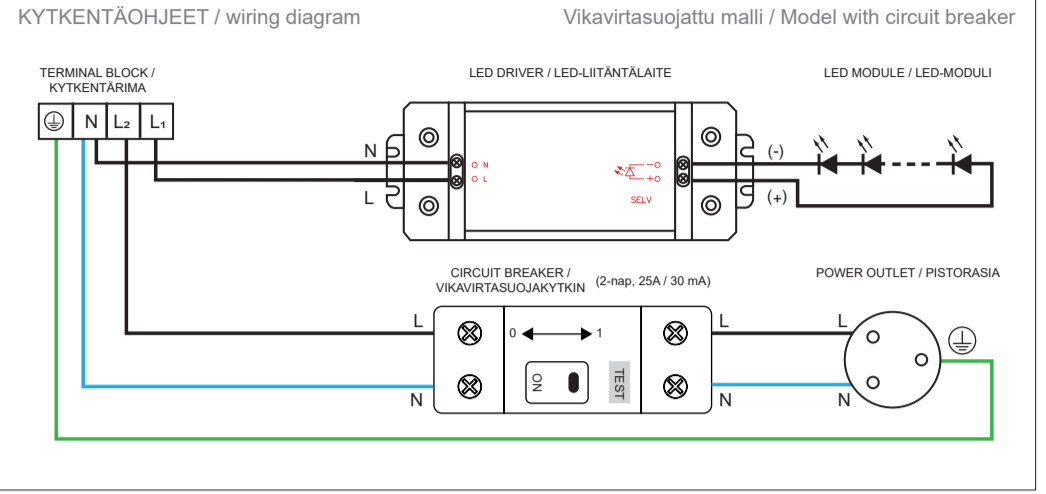 KYTKENTÄOHJEET / wiring diagram
Vikavirtasuojattu malli / Model with circuit breaker
TERMINAL BLOCK /
KYTKENTÄRIMA
LED DRIVER / LED-LIITÄNTÄLAITE
LED MODULE / LED-MODULI
N L₂ L₁
N
L
O N
O L
−O
+O
SELV
(-)
(+)
CIRCUIT BREAKER /
VIKAVIRTASUOJAKYTKIN
(2-nap, 25A / 30 mA)
POWER OUTLET / PISTORASIA
L
N
0
1
ON
TEST
L
N
L
N